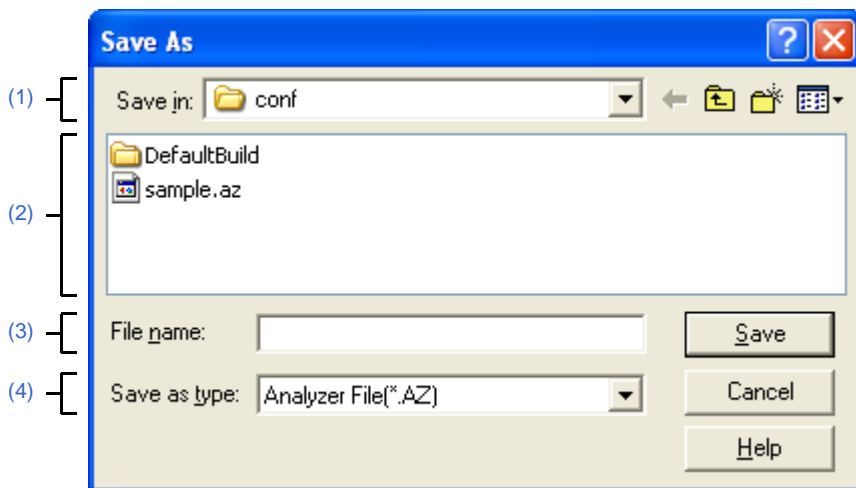 Save As
?
(1) Save in: conf
(2)
DefaultBuild
sample.az
(3) File name: Save
(4) Save as type: Analyzer File(*.AZ) Cancel
Help